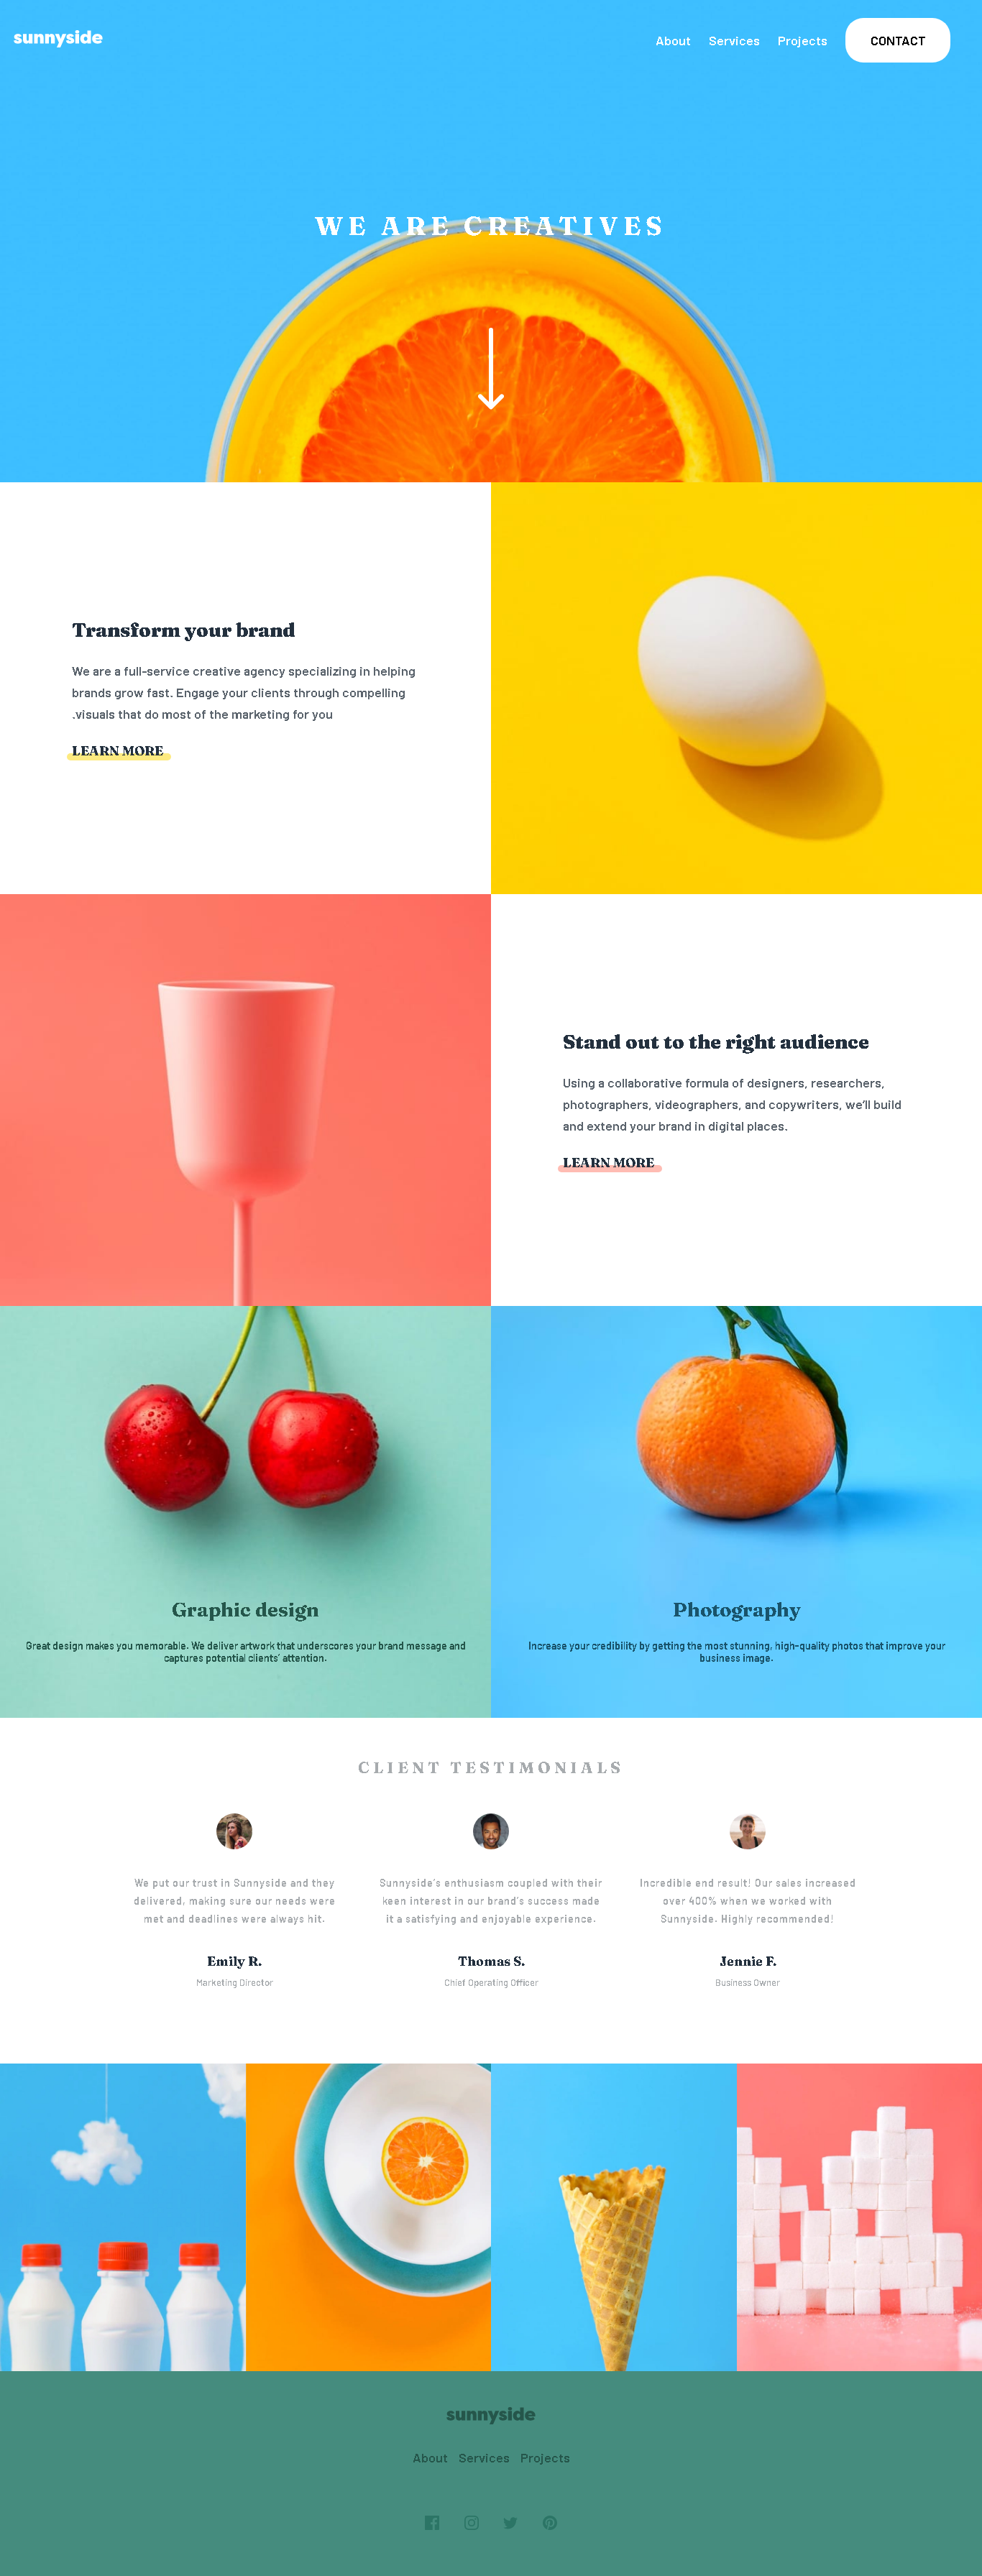 sunnyside
About Services Projects CONTACT
WE ARE CREATIVES
Transform your brand
We are a full-service creative agency specializing in helping
brands grow fast. Engage your clients through compelling
.visuals that do most of the marketing for you
LEARN MORE
Stand out to the right audience
Using a collaborative formula of designers, researchers,
photographers, videographers, and copywriters, we’ll build
and extend your brand in digital places.
LEARN MORE
Graphic design
Great design makes you memorable. We deliver artwork that underscores your brand message and
captures potential clients’ attention.
Photography
Increase your credibility by getting the most stunning, high-quality photos that improve your
business image.
CLIENT TESTIMONIALS
We put our trust in Sunnyside and they
delivered, making sure our needs were
met and deadlines were always hit.
Emily R.
Marketing Director
Sunnyside’s enthusiasm coupled with their
keen interest in our brand’s success made
it a satisfying and enjoyable experience.
Thomas S.
Chief Operating Officer
Incredible end result! Our sales increased
over 400% when we worked with
Sunnyside. Highly recommended!
Jennie F.
Business Owner
sunnyside
About Services Projects